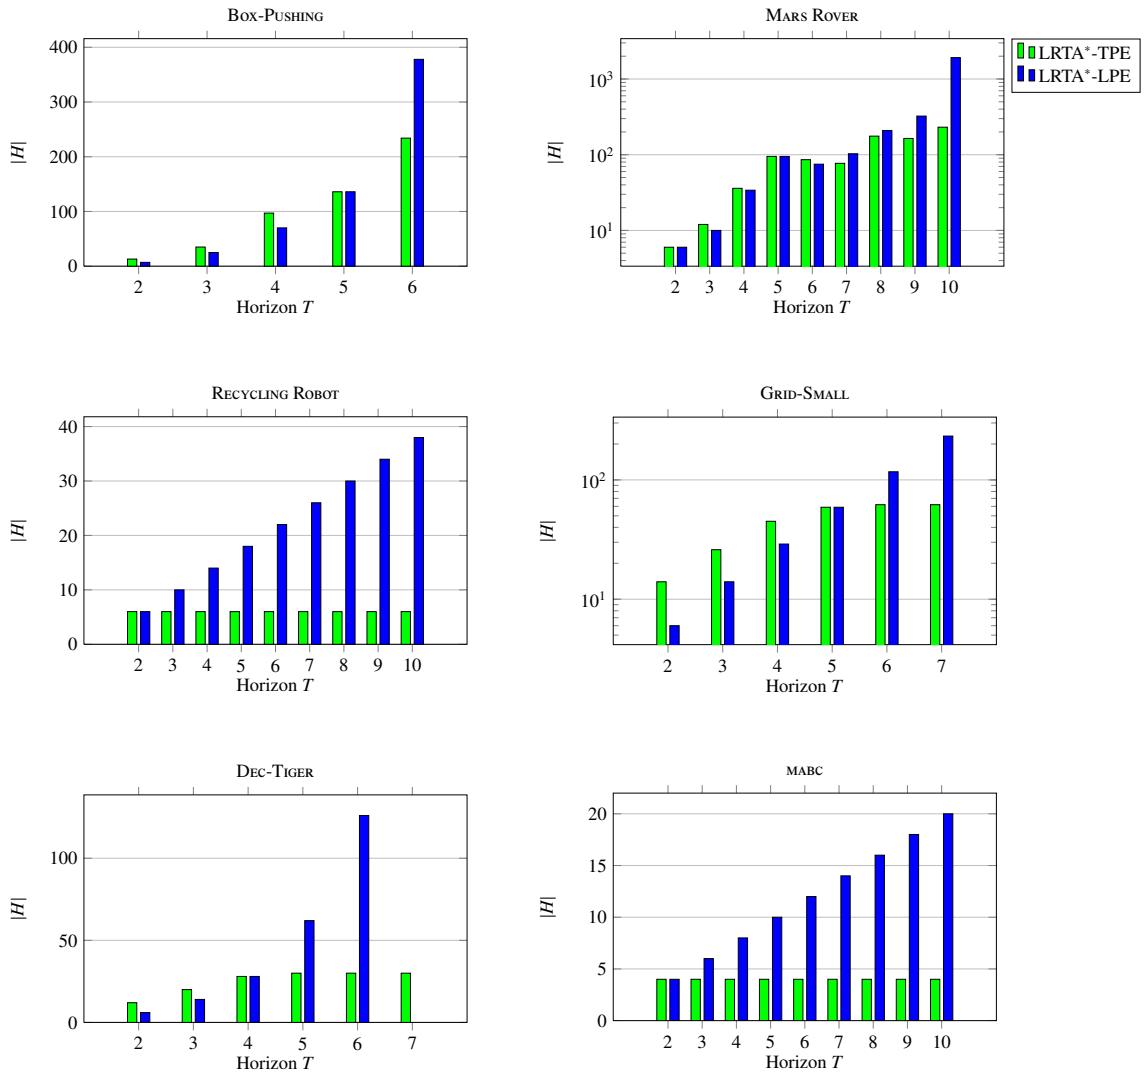 Box-Pushing
400
300
200
100
0
|H|
2 3 4 5 6
Horizon T
Mars Rover
10³
10²
10¹
|H|
2 3 4 5 6 7 8 9 10
Horizon T
LRTA*-TPE
LRTA*-LPE
Recycling Robot
40
30
20
10
0
|H|
2 3 4 5 6 7 8 9 10
Horizon T
Grid-Small
10²
10¹
|H|
2 3 4 5 6 7
Horizon T
Dec-Tiger
100
50
0
|H|
2 3 4 5 6 7
Horizon T
mabc
20
15
10
5
0
|H|
2 3 4 5 6 7 8 9 10
Horizon T